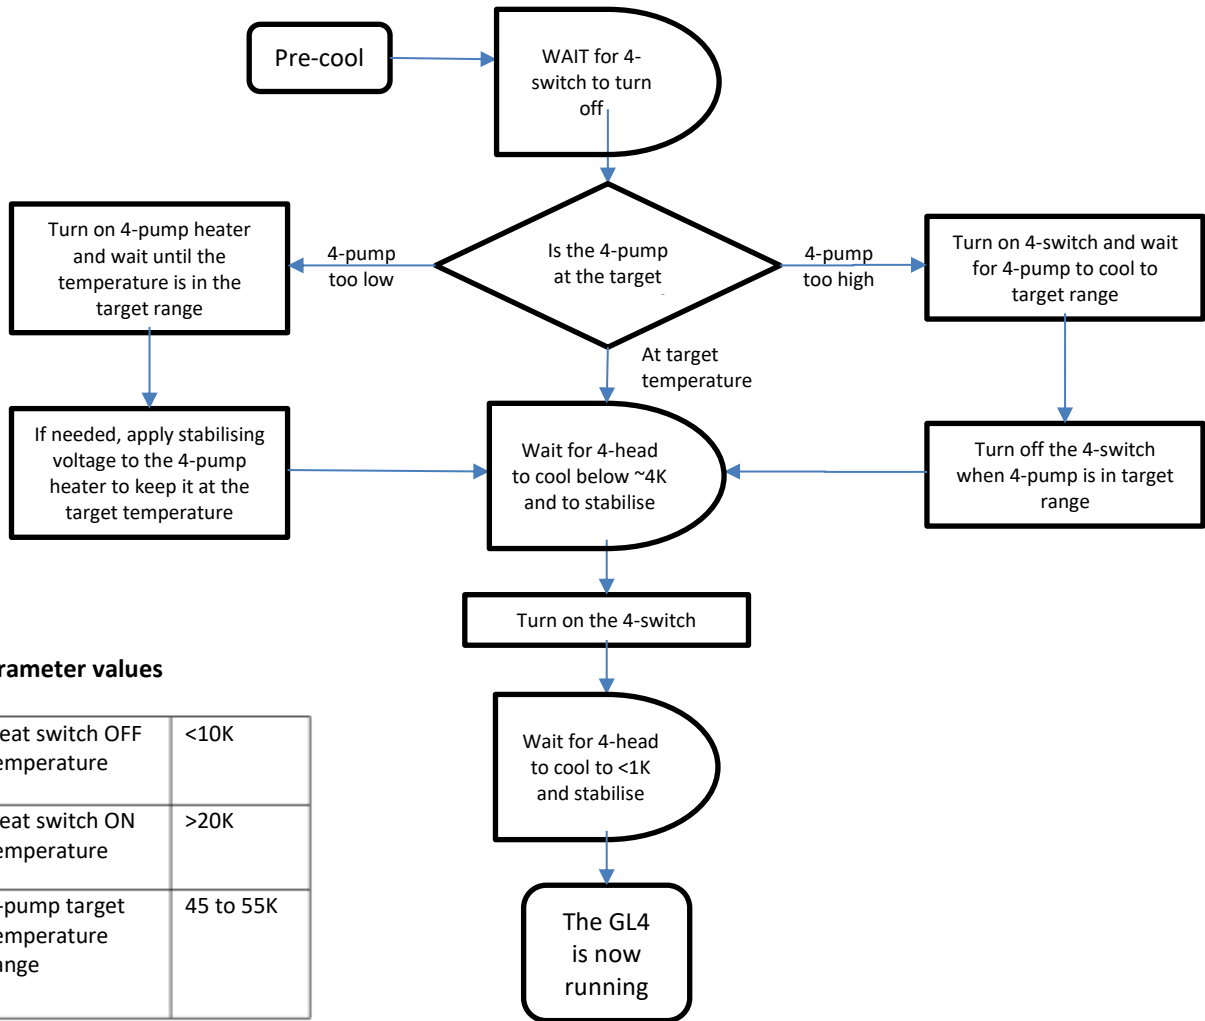 Pre-cool
WAIT for 4-
switch to turn
off
Turn on 4-pump heater
and wait until the
temperature is in the
target range
4-pump
too low
Is the 4-pump
at the target
4-pump
too high
Turn on 4-switch and wait
for 4-pump to cool to
target range
At target
temperature
If needed, apply stabilising
voltage to the 4-pump
heater to keep it at the
target temperature
Wait for 4-head
to cool below ~4K
and to stabilise
Turn off the 4-switch
when 4-pump is in target
range
Turn on the 4-switch
rameter values
eat switch OFF
emperature
<10K
eat switch ON
emperature
>20K
-pump target
emperature
ange
45 to 55K
Wait for 4-head
to cool to <1K
and stabilise
The GL4
is now
running